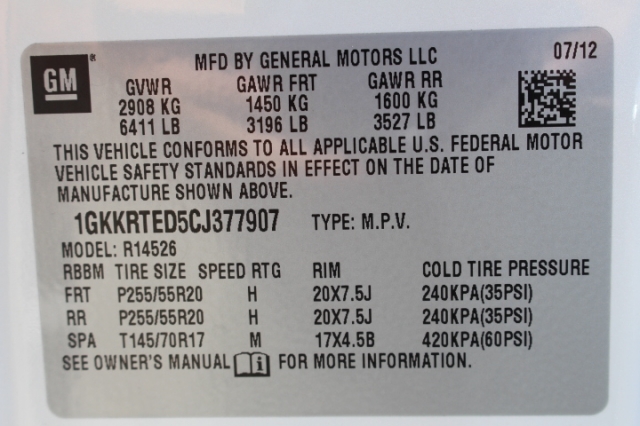 GM
MFD BY GENERAL MOTORS LLC 07/12
GVWR GAWR FRT GAWR RR
2908 KG 1450 KG 1600 KG
6411 LB 3196 LB 3527 LB
THIS VEHICLE CONFORMS TO ALL APPLICABLE U.S. FEDERAL MOTOR
VEHICLE SAFETY STANDARDS IN EFFECT ON THE DATE OF
MANUFACTURE SHOWN ABOVE.
1GKKRTED5CJ377907 TYPE: M.P.V.
MODEL: R14526
RBBM TIRE SIZE SPEED RTG RIM COLD TIRE PRESSURE
FRT P255/55R20 H 20X7.5J 240KPA(35PSI)
RR P255/55R20 H 20X7.5J 240KPA(35PSI)
SPA T145/70R17 M 17X4.5B 420KPA(60PSI)
SEE OWNER'S MANUAL i FOR MORE INFORMATION.